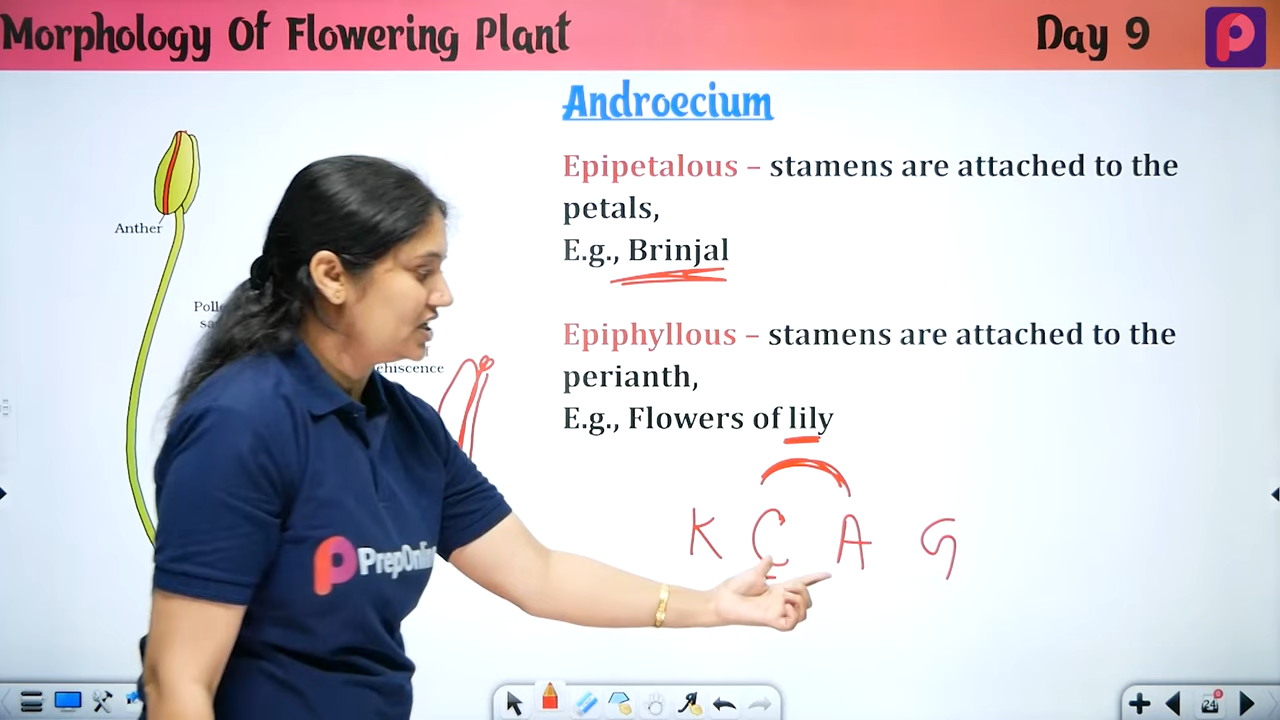 Morphology Of Flowering Plant
Day 9
Androecium
Epipetalous – stamens are attached to the
petals,
E.g., Brinjal
Epiphyllous – stamens are attached to the
perianth,
E.g., Flowers of lily
Anther
K C A G
24